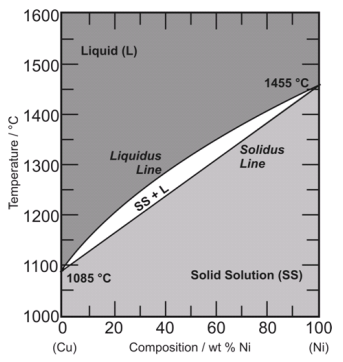 1600
1500
1400
1300
1200
1100
1000
Temperature / °C
Liquid (L)
1455 °C
Liquidus
Line
Solidus
Line
SS + L
1085 °C
Solid Solution (SS)
0 20 40 60 80 100
(Cu) Composition / wt % Ni (Ni)